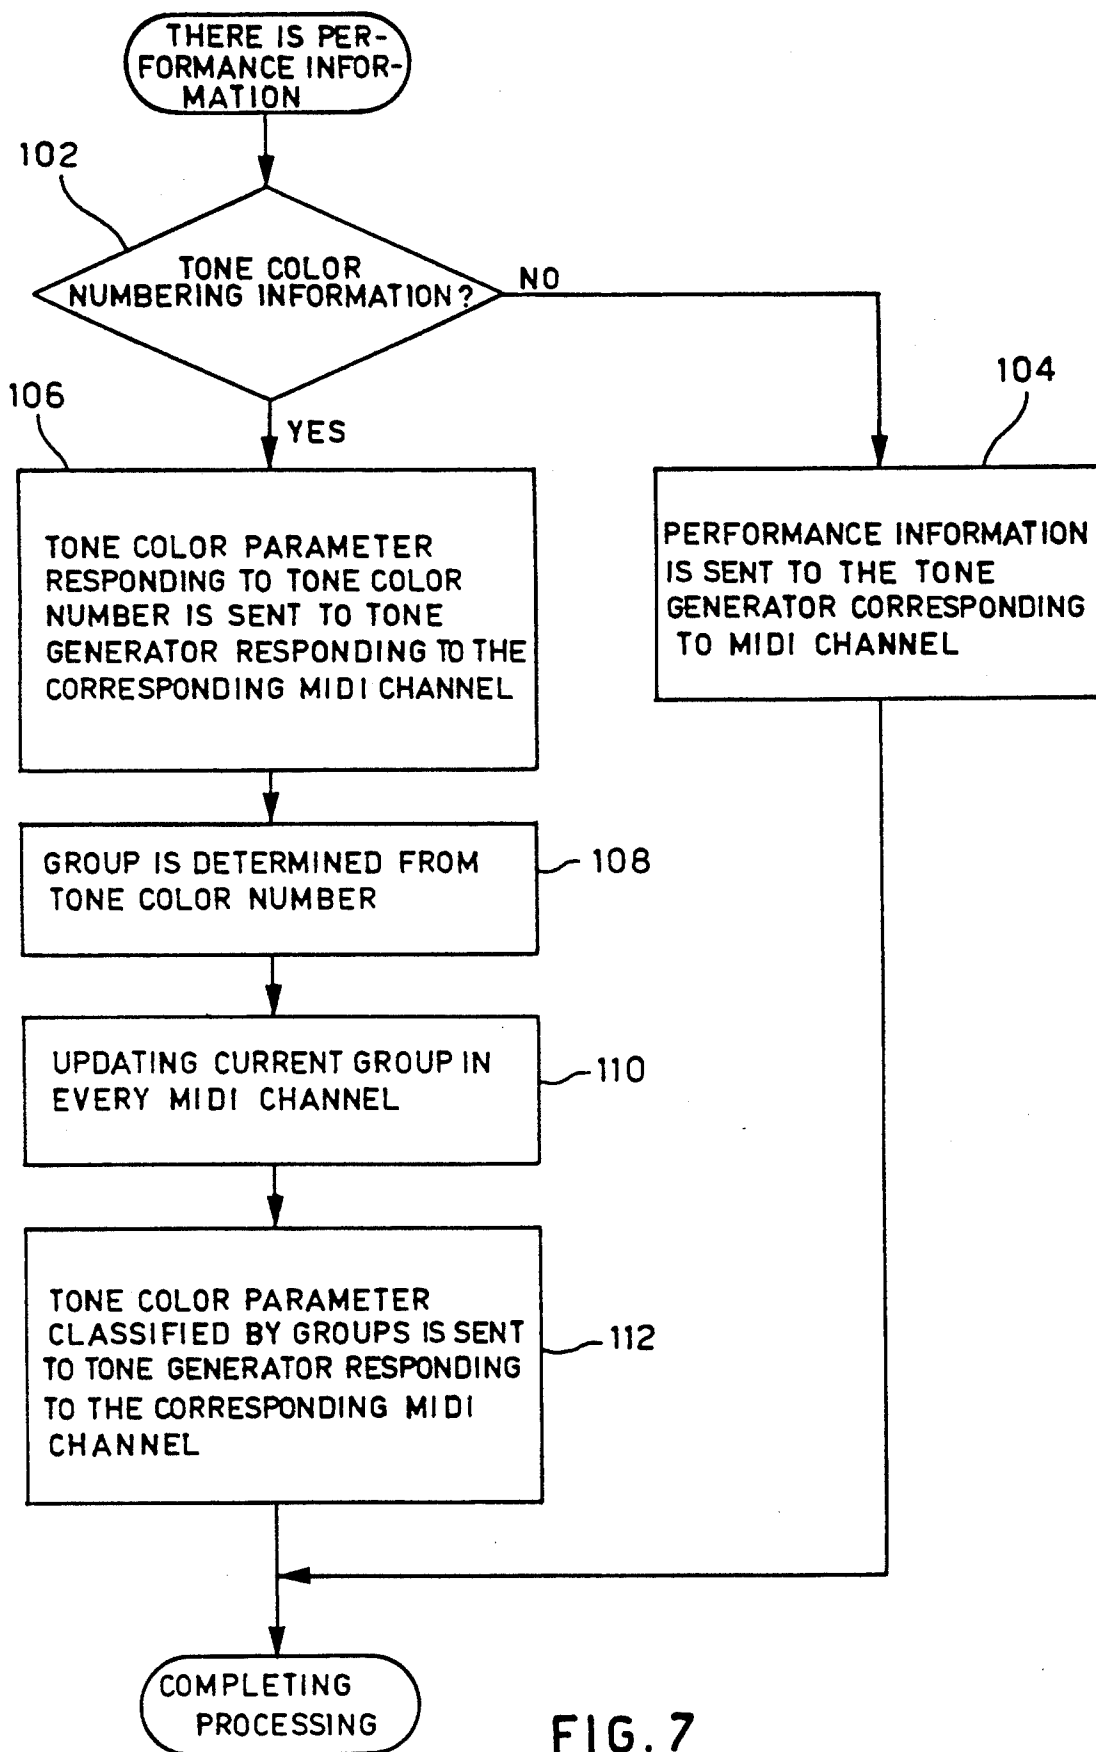 THERE IS PER-
FORMANCE INFOR-
MATION
102
TONE COLOR
NUMBERING INFORMATION?
NO
YES
106
TONE COLOR PARAMETER
RESPONDING TO TONE COLOR
NUMBER IS SENT TO TONE
GENERATOR RESPONDING TO THE
CORRESPONDING MIDI CHANNEL
104
PERFORMANCE INFORMATION
IS SENT TO THE TONE
GENERATOR CORRESPONDING
TO MIDI CHANNEL
GROUP IS DETERMINED FROM
TONE COLOR NUMBER
108
UPDATING CURRENT GROUP IN
EVERY MIDI CHANNEL
110
TONE COLOR PARAMETER
CLASSIFIED BY GROUPS IS SENT
TO TONE GENERATOR RESPONDING
TO THE CORRESPONDING MIDI
CHANNEL
112
COMPLETING
PROCESSING
FIG. 7